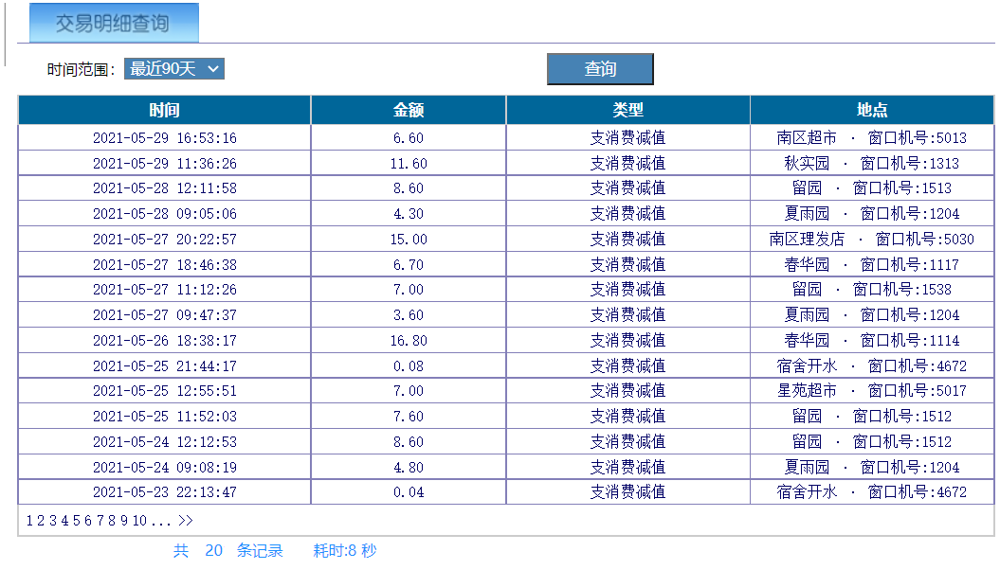 交易明细查询
时间范围: 最近90天 查询
时间 金额 类型 地点
2021-05-29 16:53:16 6.60 支消费减值 南区超市 · 窗口机号:5013
2021-05-29 11:36:26 11.60 支消费减值 秋实园 · 窗口机号:1313
2021-05-28 12:11:58 8.60 支消费减值 留园 · 窗口机号:1513
2021-05-28 09:05:06 4.30 支消费减值 夏雨园 · 窗口机号:1204
2021-05-27 20:22:57 15.00 支消费减值 南区理发店 · 窗口机号:5030
2021-05-27 18:46:38 6.70 支消费减值 春华园 · 窗口机号:1117
2021-05-27 11:12:26 7.00 支消费减值 留园 · 窗口机号:1538
2021-05-27 09:47:37 3.60 支消费减值 夏雨园 · 窗口机号:1204
2021-05-26 18:38:17 16.80 支消费减值 春华园 · 窗口机号:1114
2021-05-25 21:44:17 0.08 支消费减值 宿舍开水 · 窗口机号:4672
2021-05-25 12:55:51 7.00 支消费减值 星苑超市 · 窗口机号:5017
2021-05-25 11:52:03 7.60 支消费减值 留园 · 窗口机号:1512
2021-05-24 12:12:53 8.60 支消费减值 留园 · 窗口机号:1512
2021-05-24 09:08:19 4.80 支消费减值 夏雨园 · 窗口机号:1204
2021-05-23 22:13:47 0.04 支消费减值 宿舍开水 · 窗口机号:4672
1 2 3 4 5 6 7 8 9 10 ... >>
共 20 条记录 耗时:8 秒